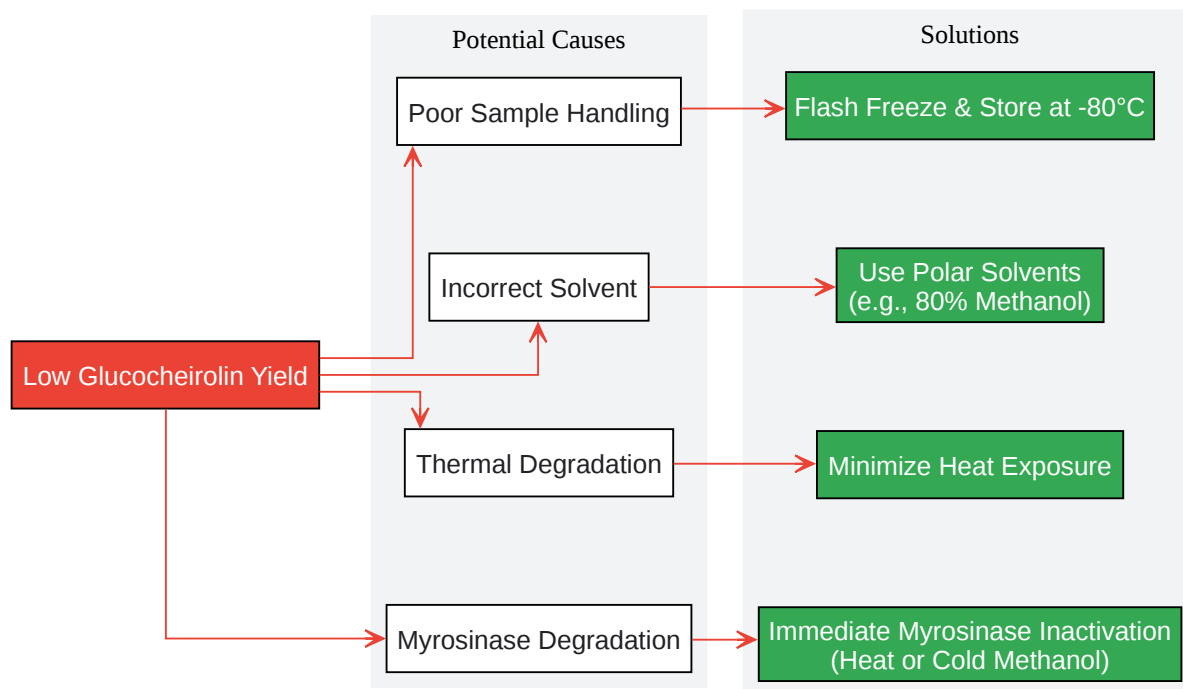 Potential Causes
Solutions
Poor Sample Handling
Flash Freeze & Store at -80°C
Incorrect Solvent
Use Polar Solvents
(e.g., 80% Methanol)
Low Glucocheirolin Yield
Thermal Degradation
Minimize Heat Exposure
Myrosinase Degradation
Immediate Myrosinase Inactivation
(Heat or Cold Methanol)